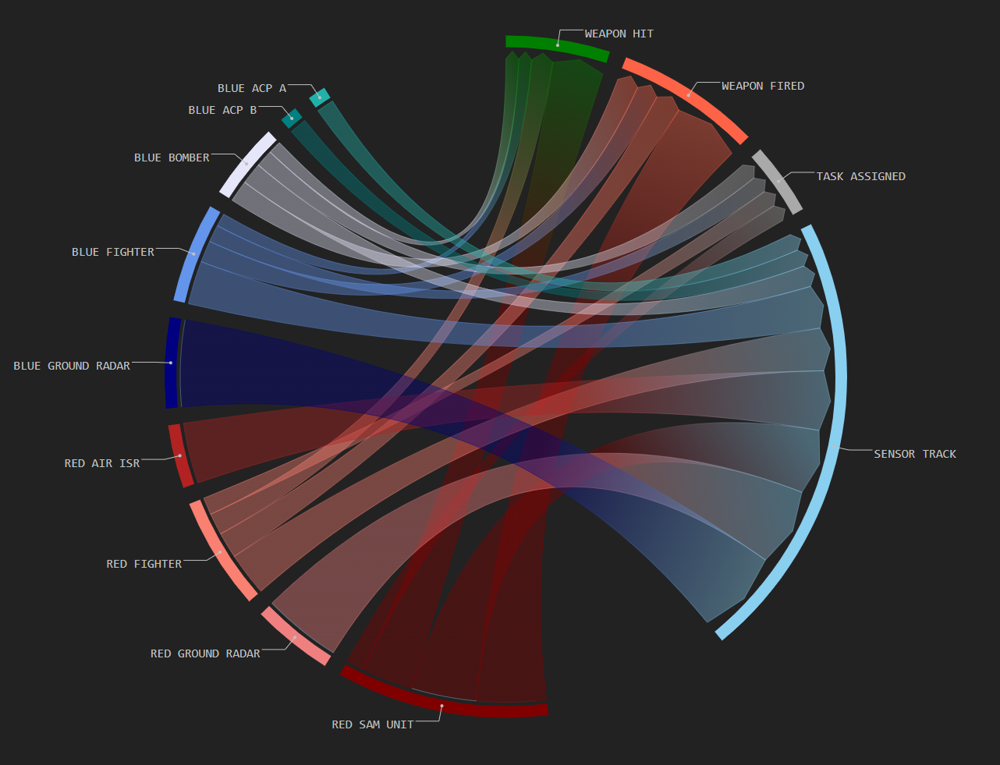 WEAPON HIT
WEAPON FIRED
BLUE ACP A
BLUE ACP B
BLUE BOMBER
TASK ASSIGNED
BLUE FIGHTER
BLUE GROUND RADAR
SENSOR TRACK
RED AIR ISR
RED FIGHTER
RED GROUND RADAR
RED SAM UNIT